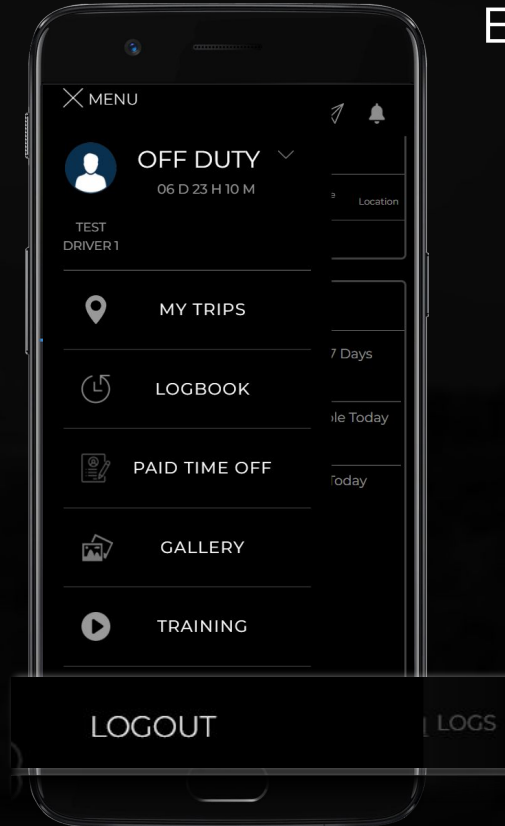 MENU
OFF DUTY
06 D 23 H 10 M
TEST
DRIVER 1
Location
MY TRIPS
7 Days
LOGBOOK
Today
PAID TIME OFF
Today
GALLERY
TRAINING
LOGOUT
LOGS